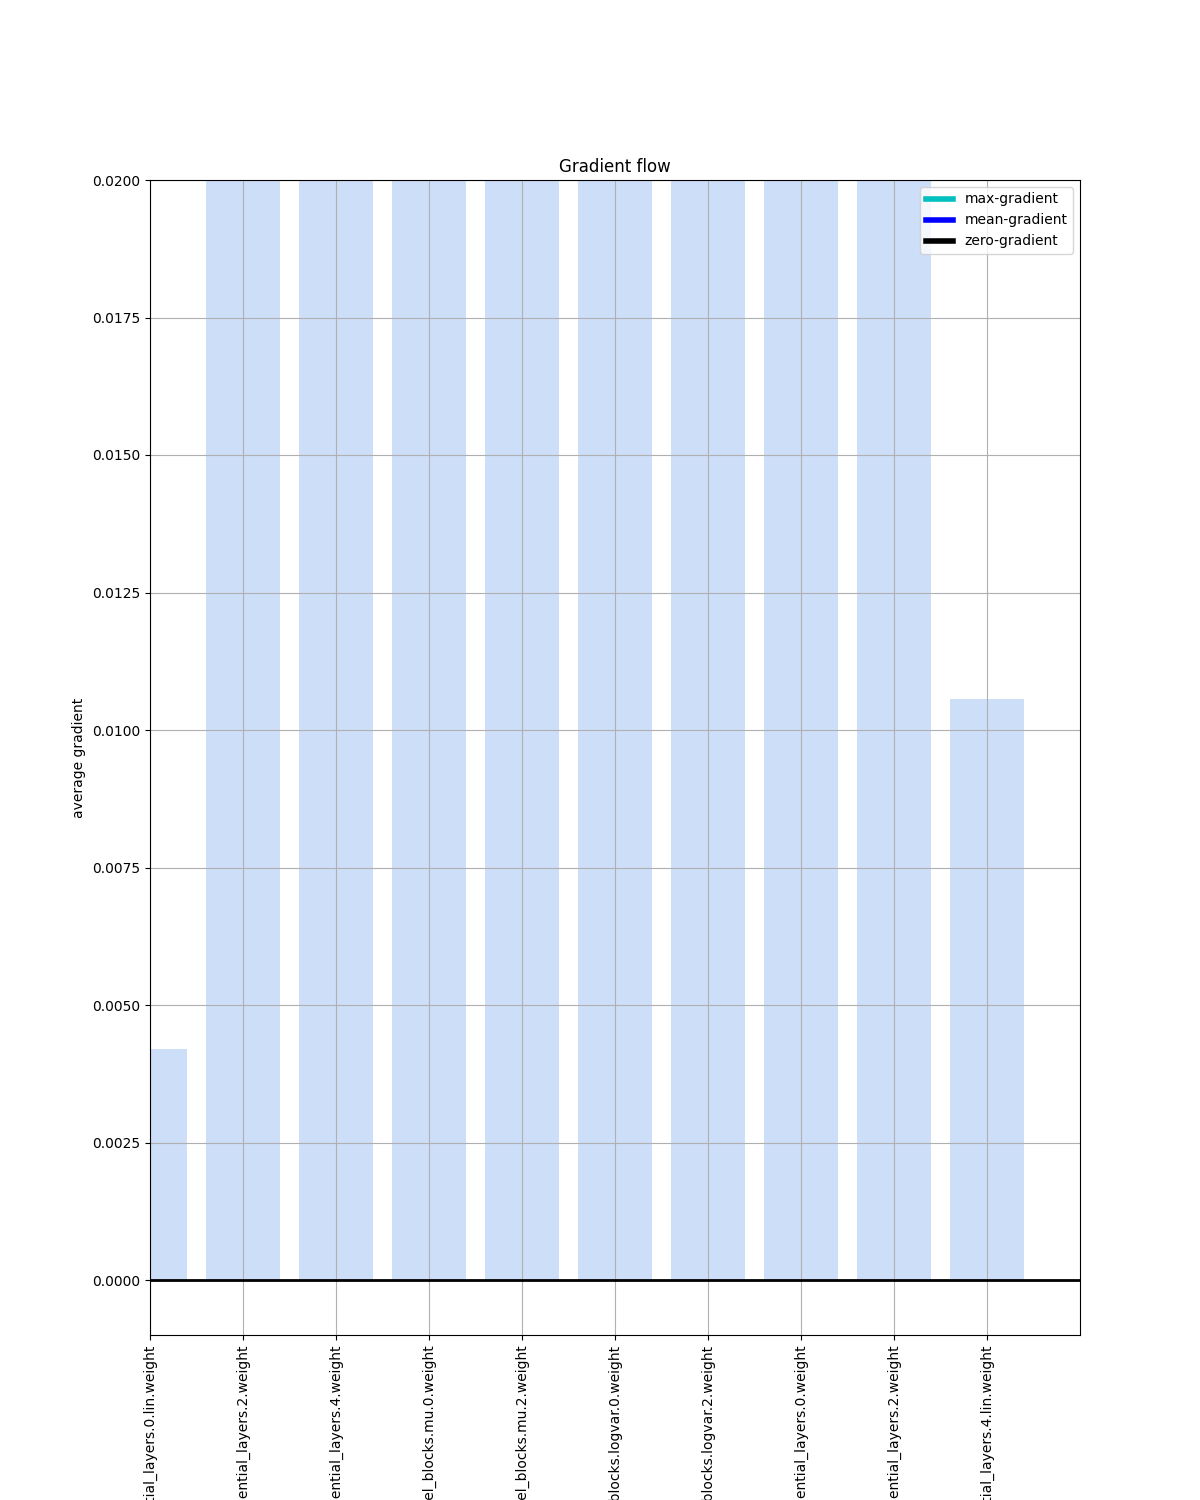 Gradient flow
max-gradient
mean-gradient
zero-gradient
0.0200
0.0175
0.0150
0.0125
0.0100
0.0075
0.0050
0.0025
0.0000
average gradient
tial_layers.0.lin.weight
ential_layers.2.weight
ential_layers.4.weight
el_blocks.mu.0.weight
el_blocks.mu.2.weight
blocks.logvar.0.weight
blocks.logvar.2.weight
ential_layers.0.weight
ential_layers.2.weight
tial_layers.4.lin.weight